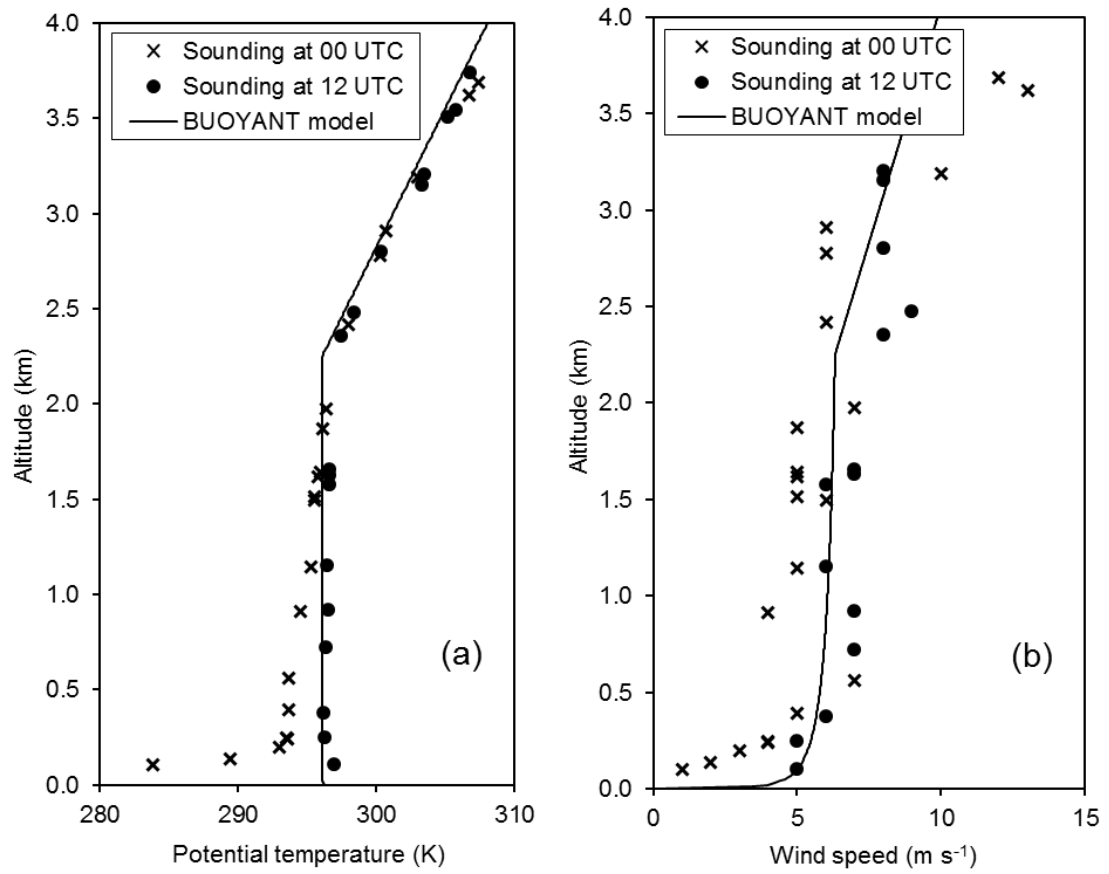 4.0
3.5
3.0
2.5
2.0
1.5
1.0
0.5
0.0
Altitude (km)
Sounding at 00 UTC
Sounding at 12 UTC
BUOYANT model
(a)
280 290 300 310
Potential temperature (K)
4.0
3.5
3.0
2.5
2.0
1.5
1.0
0.5
0.0
Altitude (km)
Sounding at 00 UTC
Sounding at 12 UTC
BUOYANT model
(b)
0 5 10 15
Wind speed (m s⁻¹)